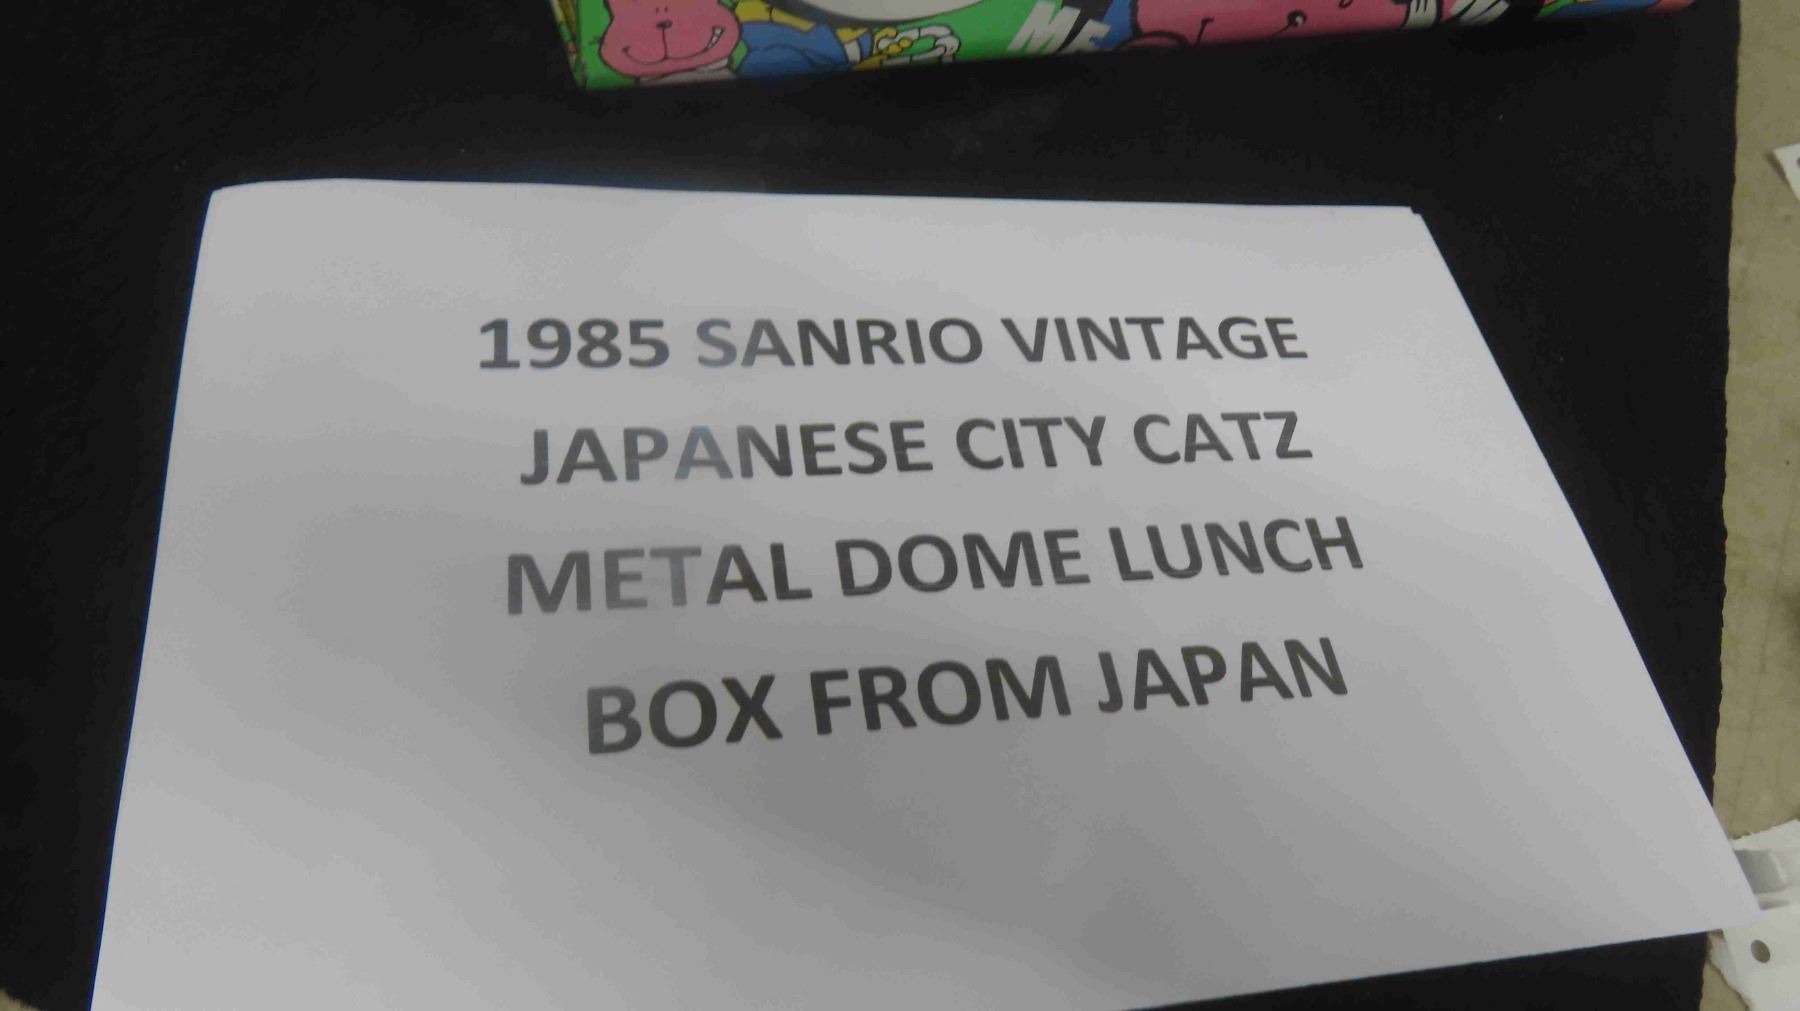 1985 SANRIO VINTAGE
JAPANESE CITY CATZ
METAL DOME LUNCH
BOX FROM JAPAN